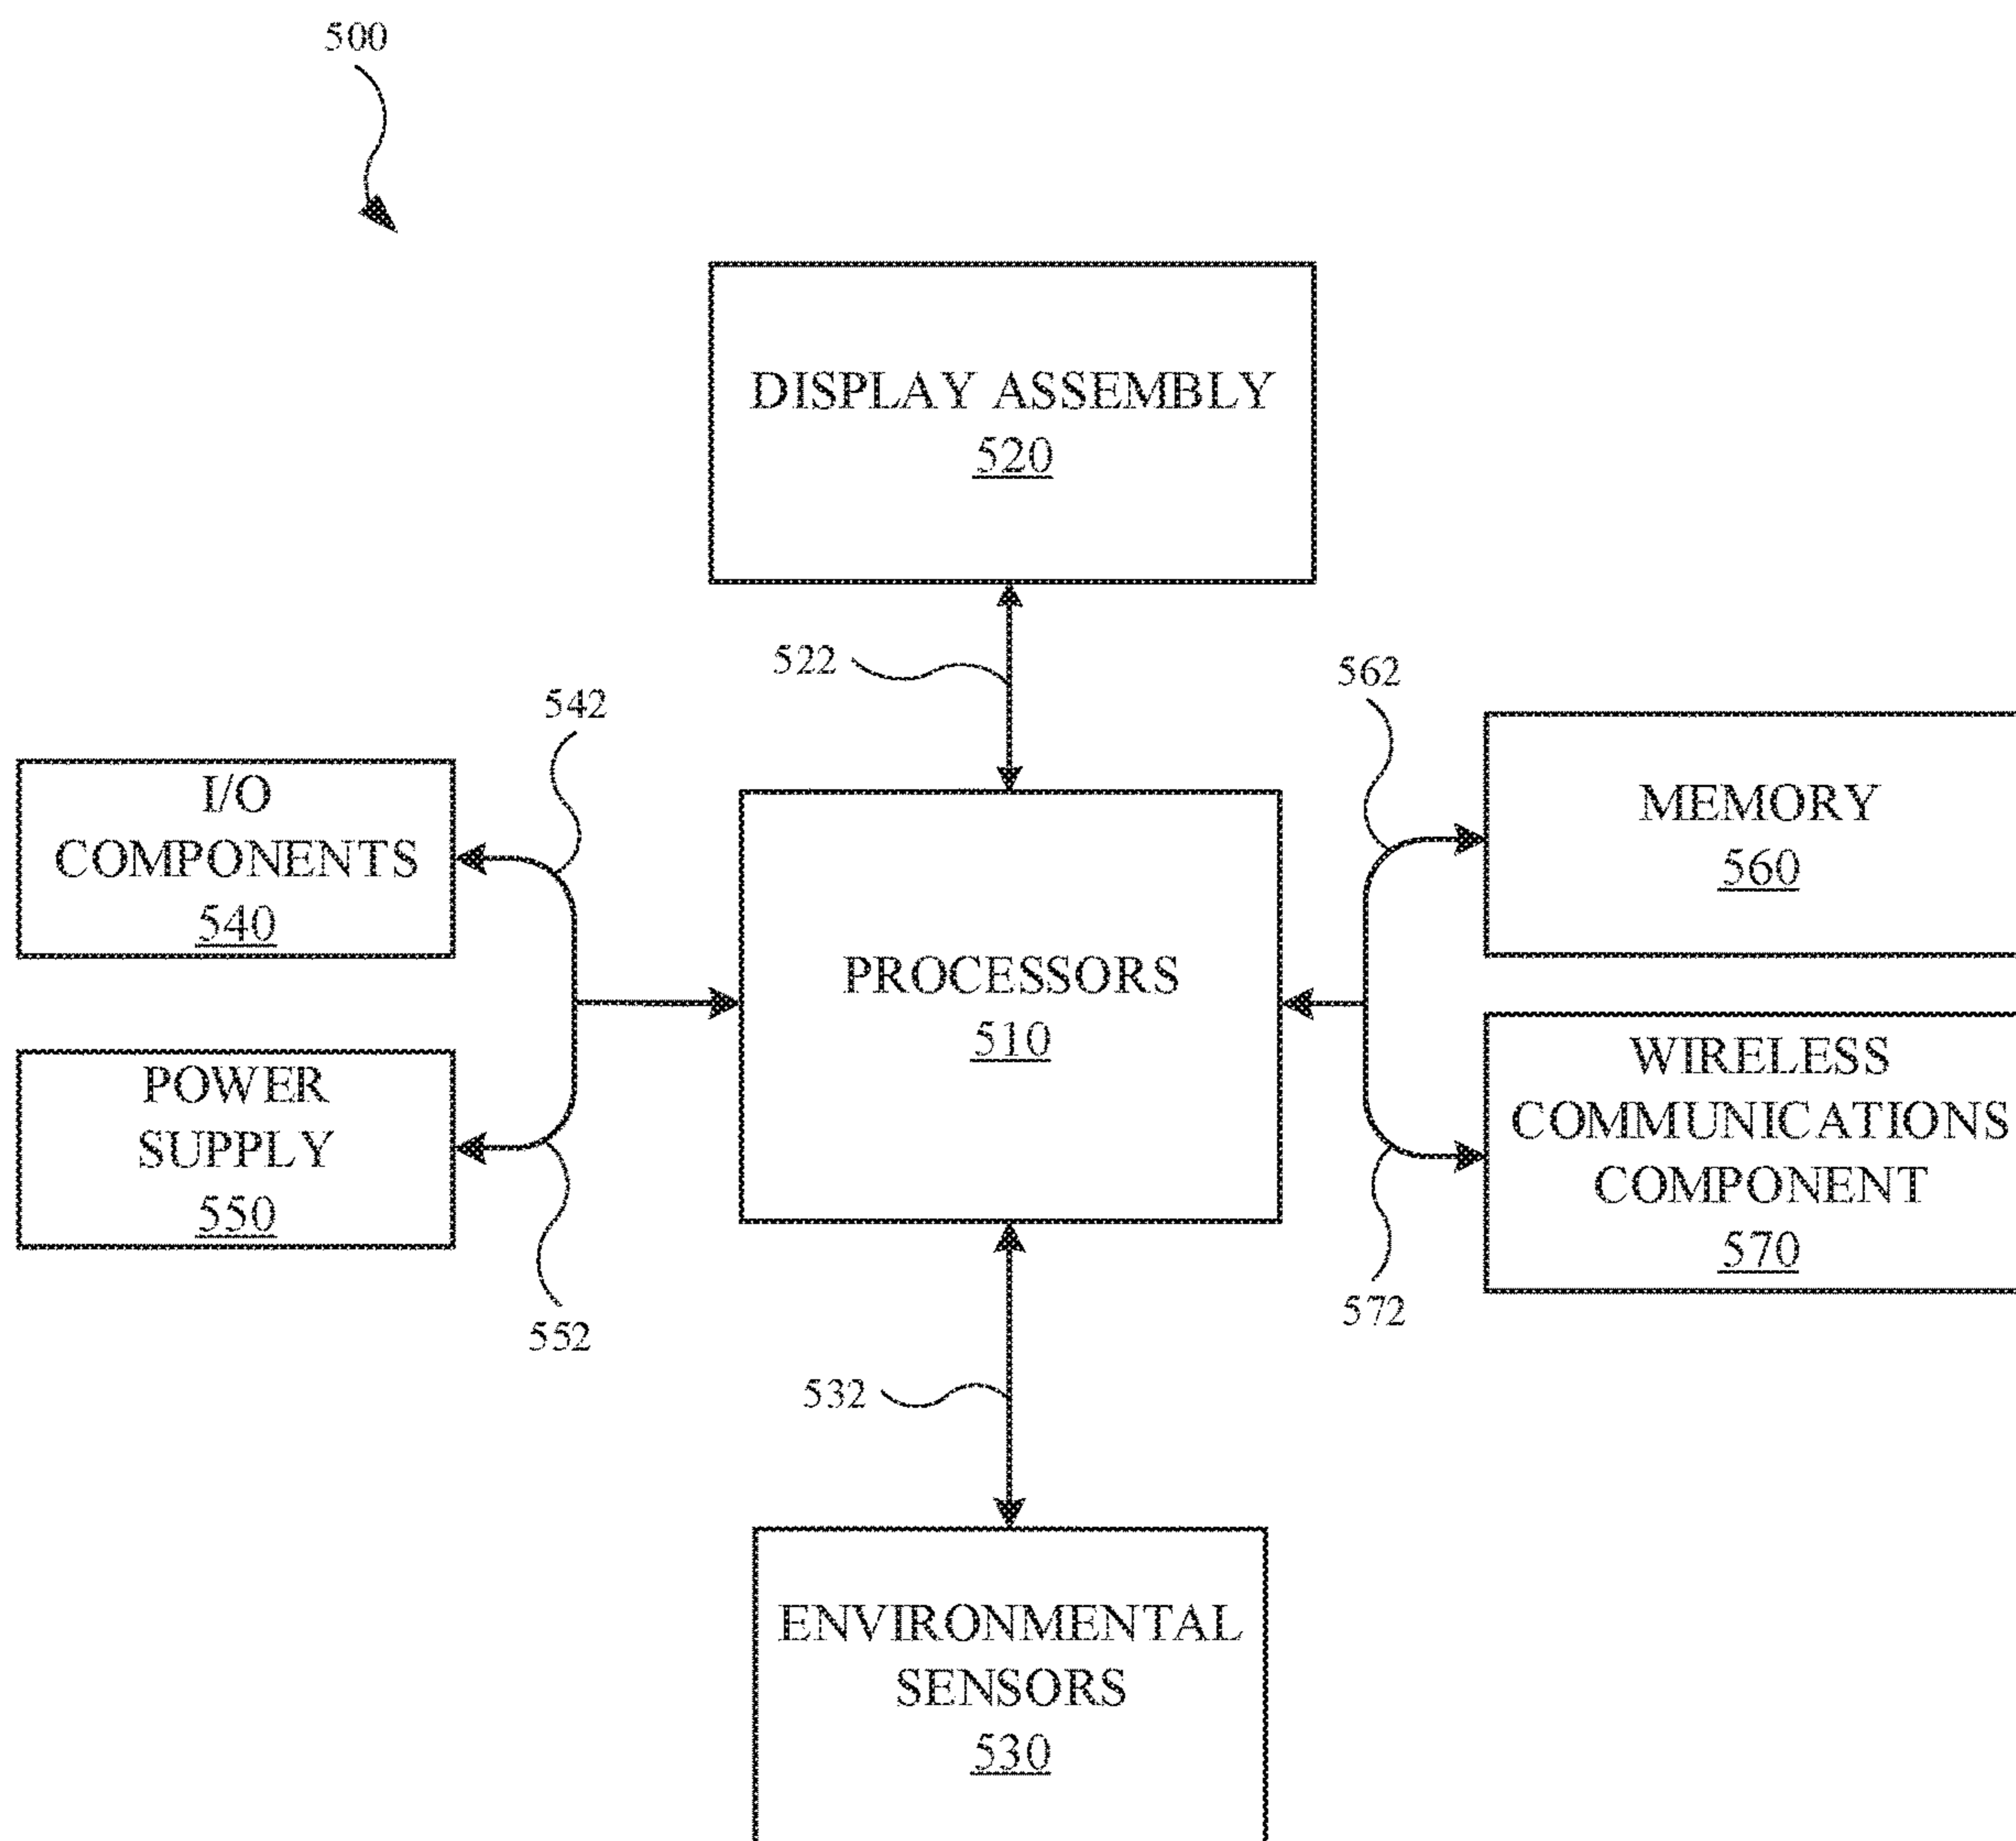 500
DISPLAY ASSEMBLY
520
522
562
542
I/O
COMPONENTS
540
MEMORY
560
PROCESSORS
510
POWER
SUPPLY
550
WIRELESS
COMMUNICATIONS
COMPONENT
570
552
572
532
ENVIRONMENTAL
SENSORS
530